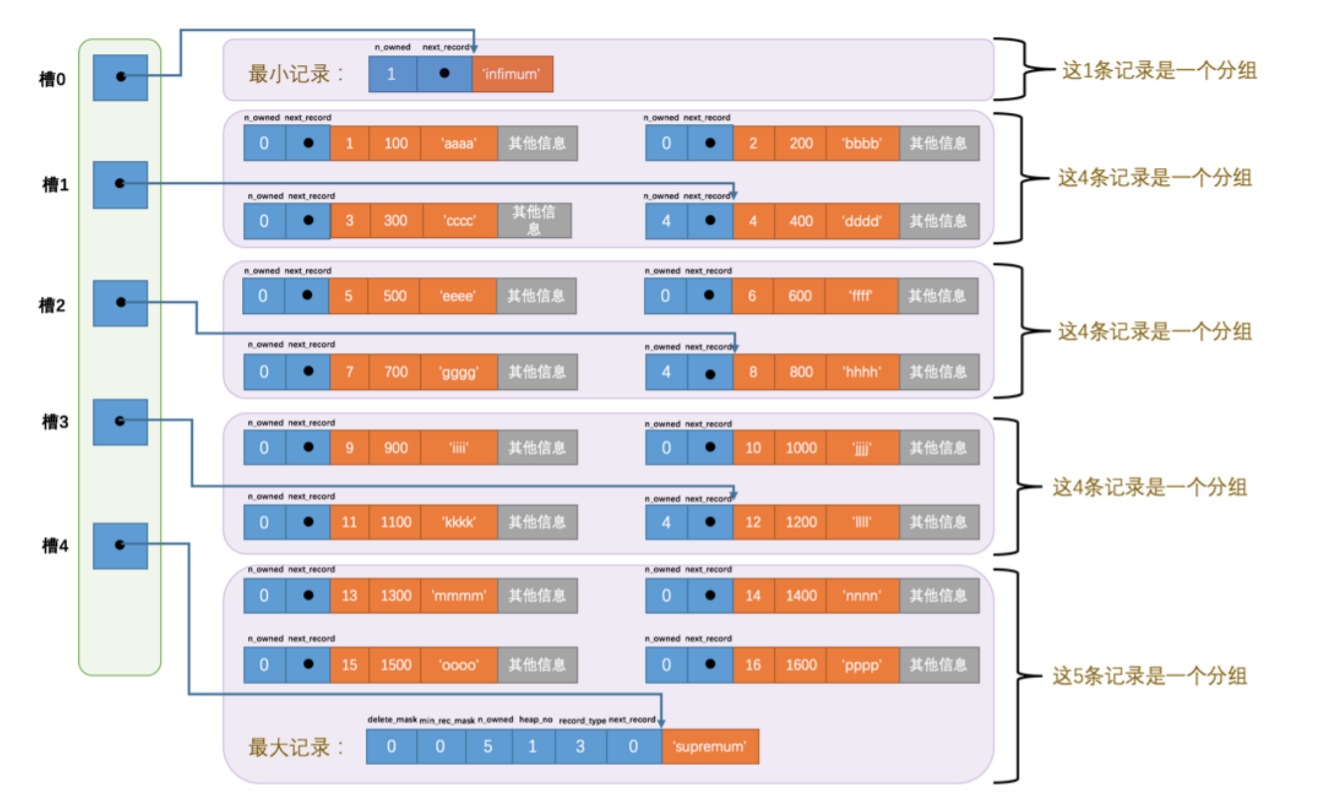 n_owned next_record
槽0
最小记录：
1 'infimum'
这1条记录是一个分组
n_owned next_record
n_owned next_record
0 1 100 'aaaa' 其他信息
0 2 200 'bbbb' 其他信息
槽1
这4条记录是一个分组
n_owned next_record
n_owned next_record
0 3 300 'cccc' 其他信
息
4 4 400 'dddd' 其他信息
n_owned next_record
n_owned next_record
0 5 500 'eeee' 其他信息
0 6 600 'ffff' 其他信息
槽2
这4条记录是一个分组
n_owned next_record
n_owned next_record
0 7 700 'gggg' 其他信息
4 8 800 'hhhh' 其他信息
槽3
n_owned next_record
n_owned next_record
0 9 900 'iiii' 其他信息
0 10 1000 'jjjj' 其他信息
这4条记录是一个分组
n_owned next_record
n_owned next_record
0 11 1100 'kkkk' 其他信息
4 12 1200 'llll' 其他信息
槽4
n_owned next_record
n_owned next_record
0 13 1300 'mmmm' 其他信息
0 14 1400 'nnnn' 其他信息
n_owned next_record
n_owned next_record
0 15 1500 'oooo' 其他信息
0 16 1600 'pppp' 其他信息
这5条记录是一个分组
delete_mask min_rec_mask n_owned heap_no record_type next_record
最大记录：
0 0 5 1 3 0 'supremum'